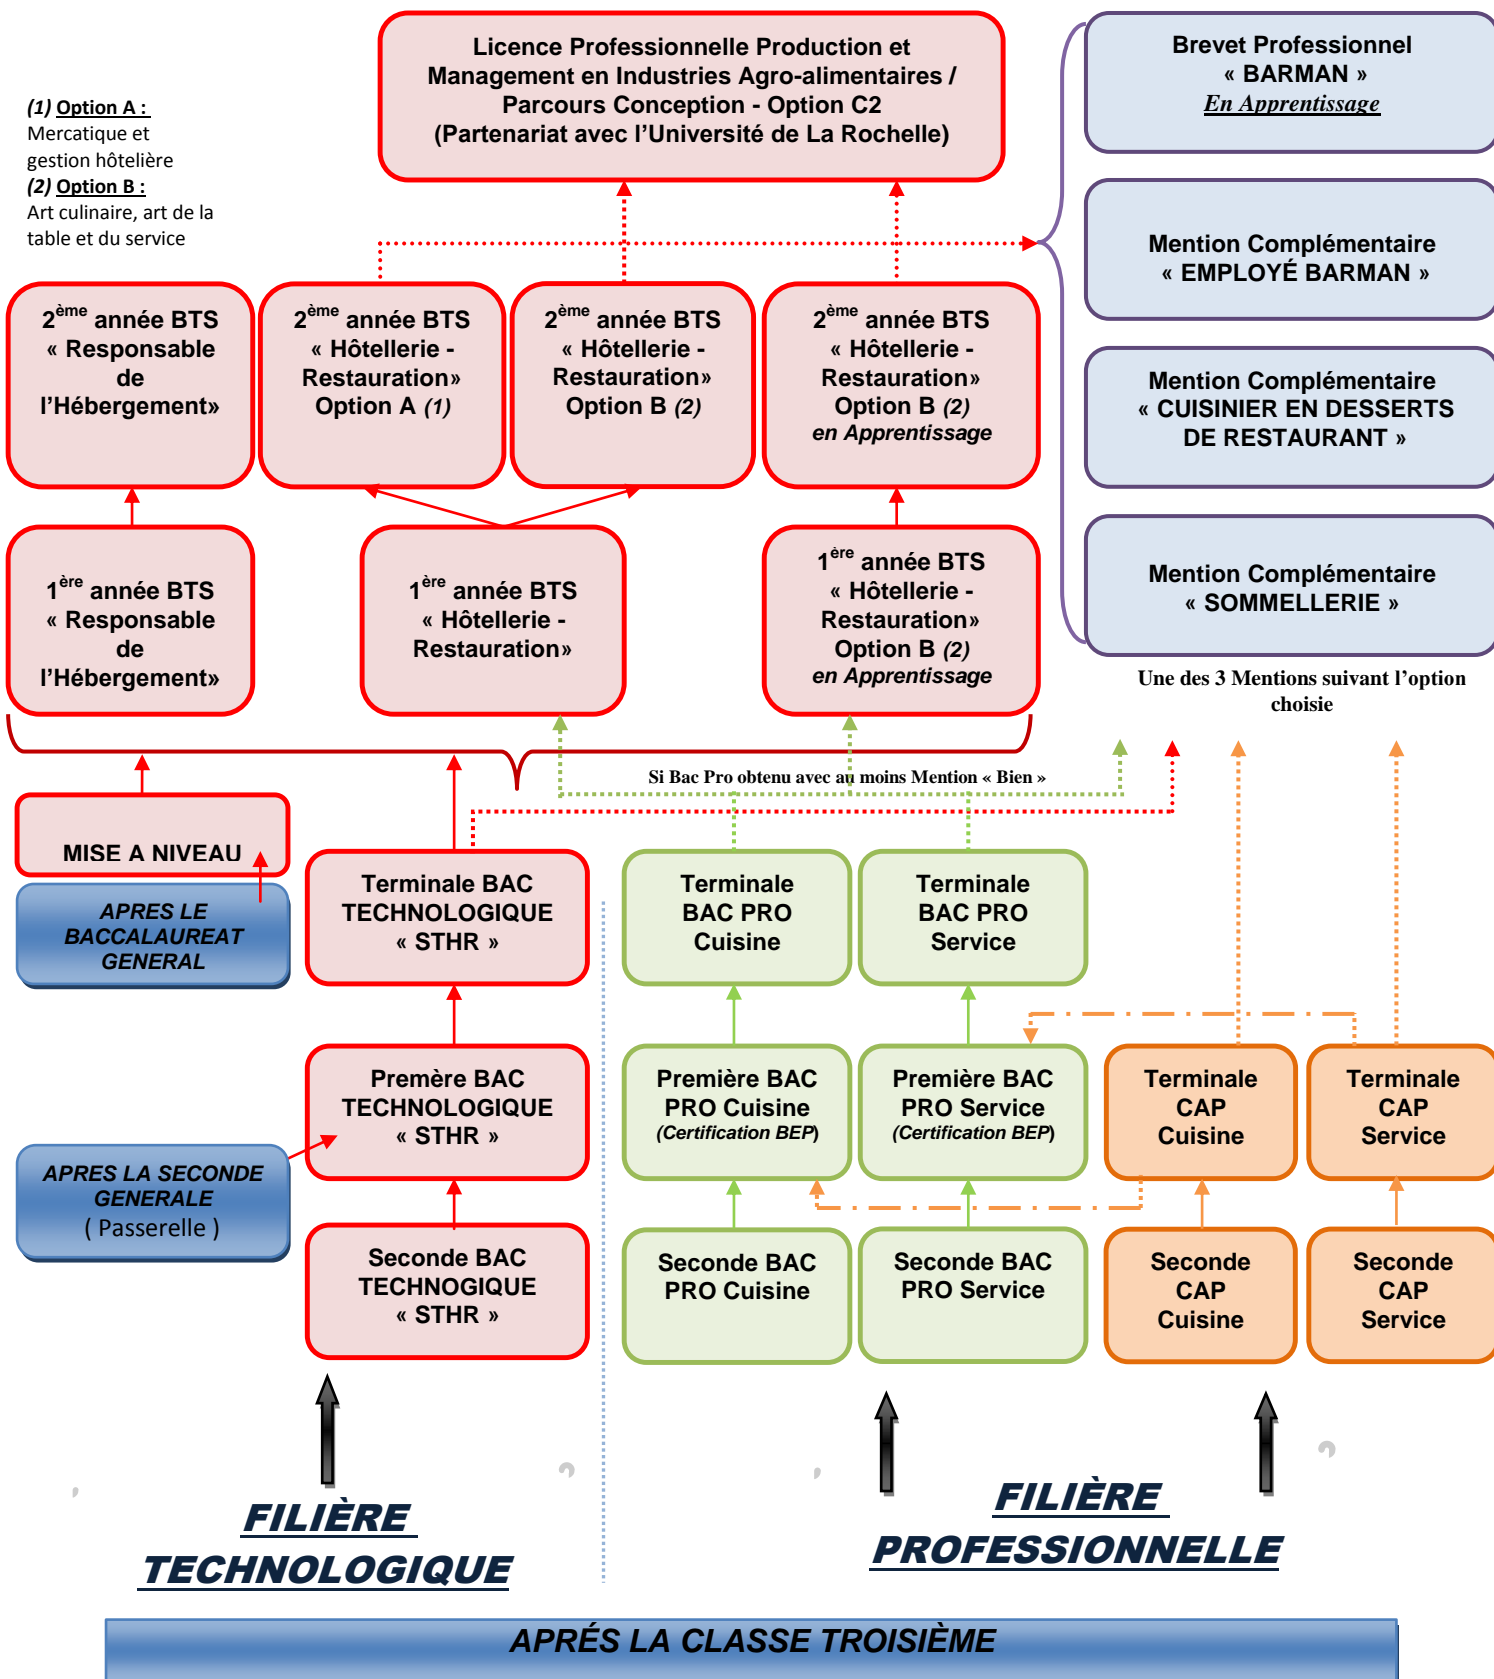 Licence Professionnelle Production et
Management en Industries Agro-alimentaires /
Parcours Conception - Option C2
(Partenariat avec l’Université de La Rochelle)
Brevet Professionnel
« BARMAN »
En Apprentissage
(1) Option A :
Mercatique et
gestion hôtelière
(2) Option B :
Art culinaire, art de la
table et du service
Mention Complémentaire
« EMPLOYÉ BARMAN »
2ème année BTS
« Responsable
de
l’Hébergement»
2ème année BTS
« Hôtellerie -
Restauration»
Option A (1)
2ème année BTS
« Hôtellerie -
Restauration»
Option B (2)
2ème année BTS
« Hôtellerie -
Restauration»
Option B (2)
en Apprentissage
Mention Complémentaire
« CUISINIER EN DESSERTS
DE RESTAURANT »
1ère année BTS
« Responsable
de
l’Hébergement»
1ère année BTS
« Hôtellerie -
Restauration»
1ère année BTS
« Hôtellerie -
Restauration»
Option B (2)
en Apprentissage
Mention Complémentaire
« SOMMELLERIE »
Une des 3 Mentions suivant l’option
choisie
Si Bac Pro obtenu avec au moins Mention « Bien »
MISE A NIVEAU
APRES LE
BACCALAUREAT
GENERAL
Terminale BAC
TECHNOLOGIQUE
« STHR »
Terminale
BAC PRO
Cuisine
Terminale
BAC PRO
Service
Premère BAC
TECHNOLOGIQUE
« STHR »
Première BAC
PRO Cuisine
(Certification BEP)
Première BAC
PRO Service
(Certification BEP)
Terminale
CAP
Cuisine
Terminale
CAP
Service
APRES LA SECONDE
GENERALE
( Passerelle )
Seconde BAC
TECHNOGIQUE
« STHR »
Seconde BAC
PRO Cuisine
Seconde BAC
PRO Service
Seconde
CAP
Cuisine
Seconde
CAP
Service
FILIÈRE
TECHNOLOGIQUE
FILIÈRE
PROFESSIONNELLE
APRÉS LA CLASSE TROISIÈME